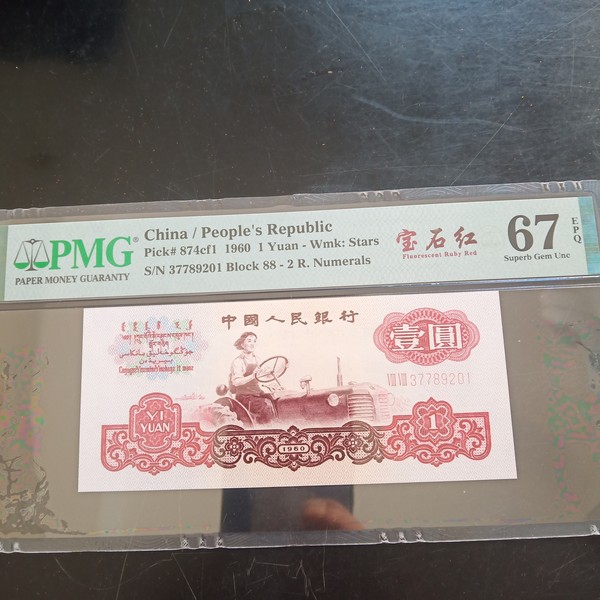 PMG®
PAPER MONEY GUARANTY
China / People's Republic
Pick# 874cf1 1960 1 Yuan - Wmk: Stars
S/N 37789201 Block 88 - 2 R. Numerals
宝石红
Fluorescent Ruby Red
67
EPQ
Superb Gem Unc
中國人民銀行
壹圓
VIII VIII 37789201
YI
YUAN
1
1960